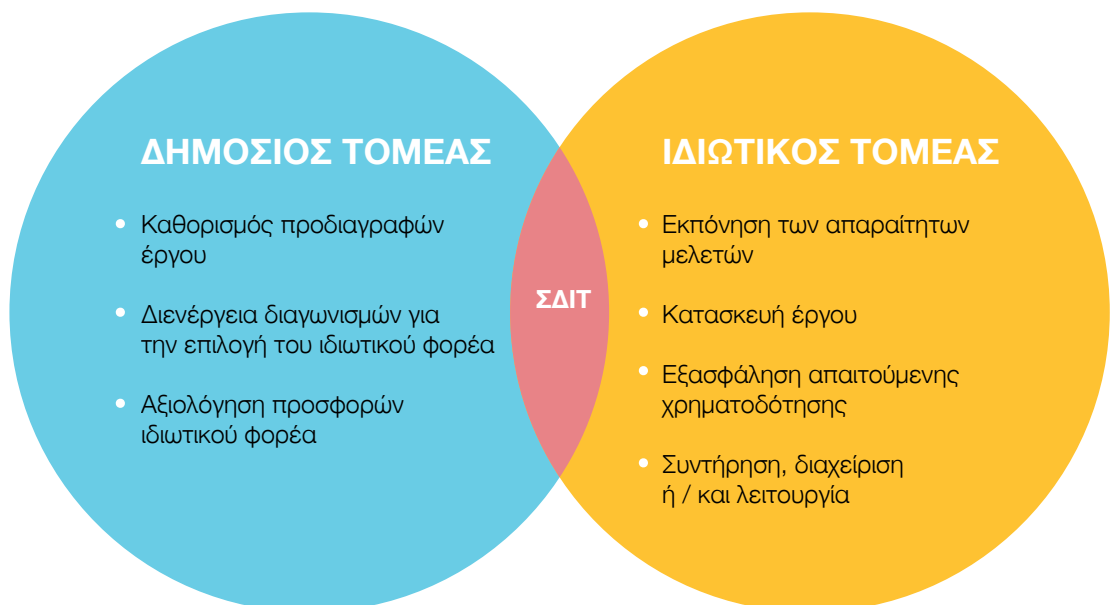 ΔΗΜΟΣΙΟΣ ΤΟΜΕΑΣ
• Καθορισμός προδιαγραφών
έργου
• Διενέργεια διαγωνισμών για
την επιλογή του ιδιωτικού φορέα
• Αξιολόγηση προσφορών
ιδιωτικού φορέα
ΣΔΙΤ
ΙΔΙΩΤΙΚΟΣ ΤΟΜΕΑΣ
• Εκπόνηση των απαραίτητων
μελετών
• Κατασκευή έργου
• Εξασφάληση απαιτούμενης
χρηματοδότησης
• Συντήρηση, διαχείριση
ή / και λειτουργία